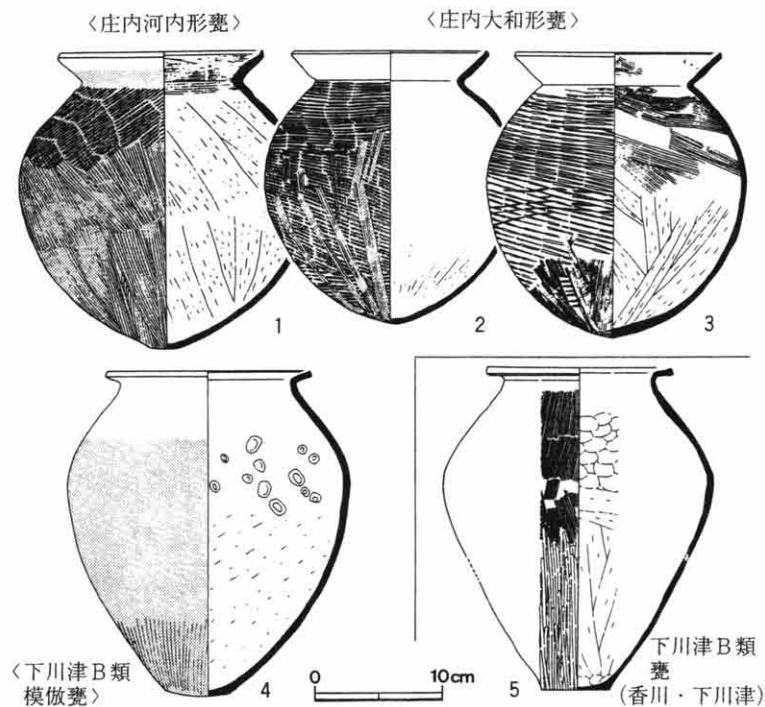 〈庄内河内形甕〉
〈庄内大和形甕〉
1
2
3
〈下川津B類
模倣甕〉
4
0
10cm
5
下川津B類
甕
(香川・下川津)